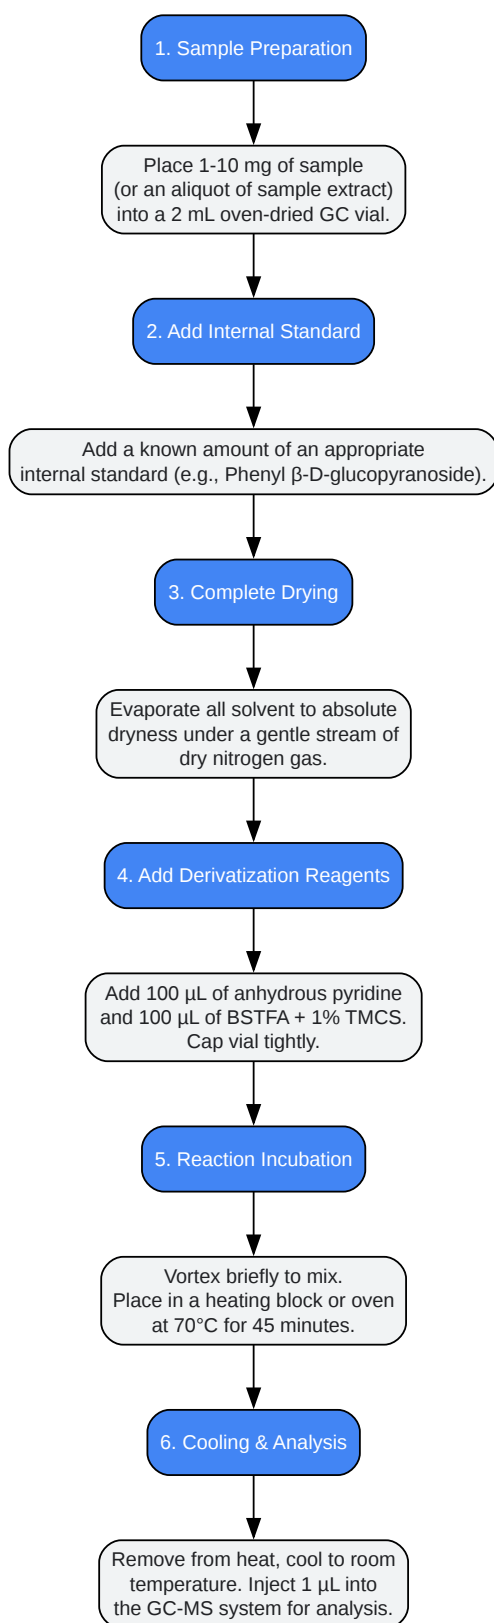 1. Sample Preparation
Place 1-10 mg of sample
(or an aliquot of sample extract)
into a 2 mL oven-dried GC vial.
2. Add Internal Standard
Add a known amount of an appropriate
internal standard (e.g., Phenyl β-D-glucopyranoside).
3. Complete Drying
Evaporate all solvent to absolute
dryness under a gentle stream of
dry nitrogen gas.
4. Add Derivatization Reagents
Add 100 µL of anhydrous pyridine
and 100 µL of BSTFA + 1% TMCS.
Cap vial tightly.
5. Reaction Incubation
Vortex briefly to mix.
Place in a heating block or oven
at 70°C for 45 minutes.
6. Cooling & Analysis
Remove from heat, cool to room
temperature. Inject 1 µL into
the GC-MS system for analysis.